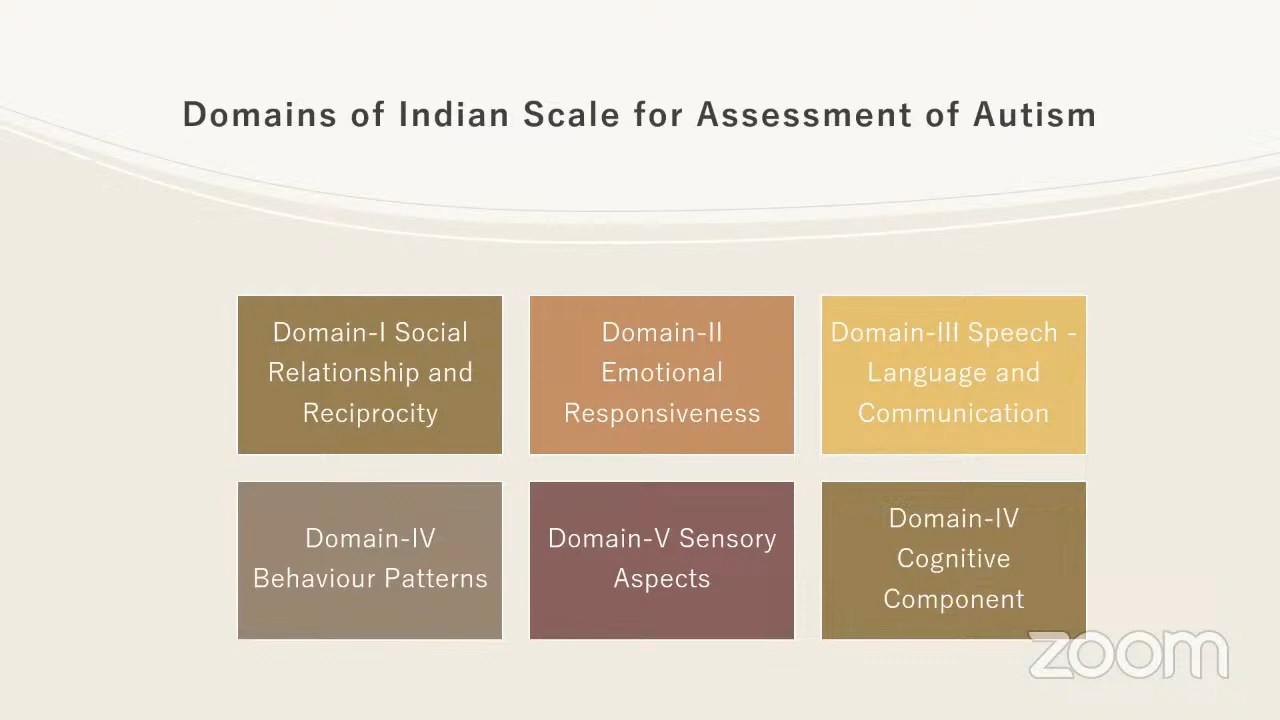 Domains of Indian Scale for Assessment of Autism
Domain-I Social
Relationship and
Reciprocity
Domain-II
Emotional
Responsiveness
Domain-III Speech -
Language and
Communication
Domain-IV
Behaviour Patterns
Domain-V Sensory
Aspects
Domain-IV
Cognitive
Component
zoom